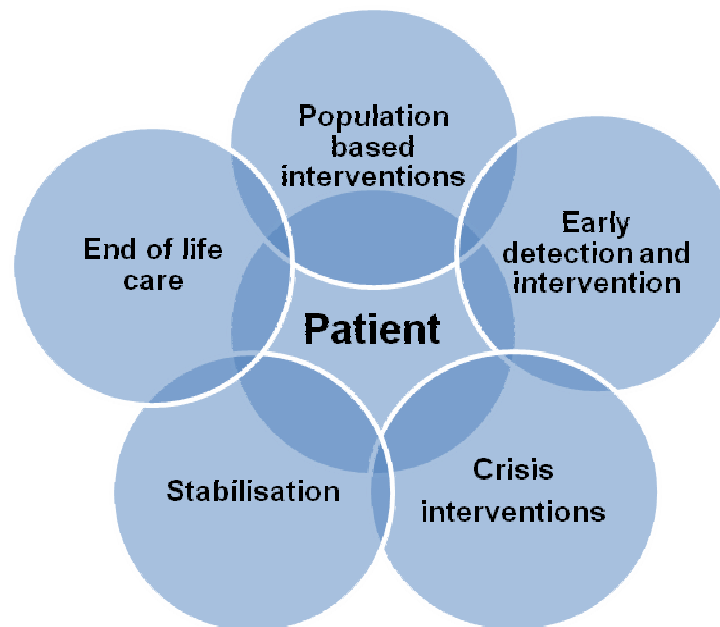 Population
based
interventions
Early
detection and
intervention
End of life
care
Patient
Stabilisation
Crisis
interventions